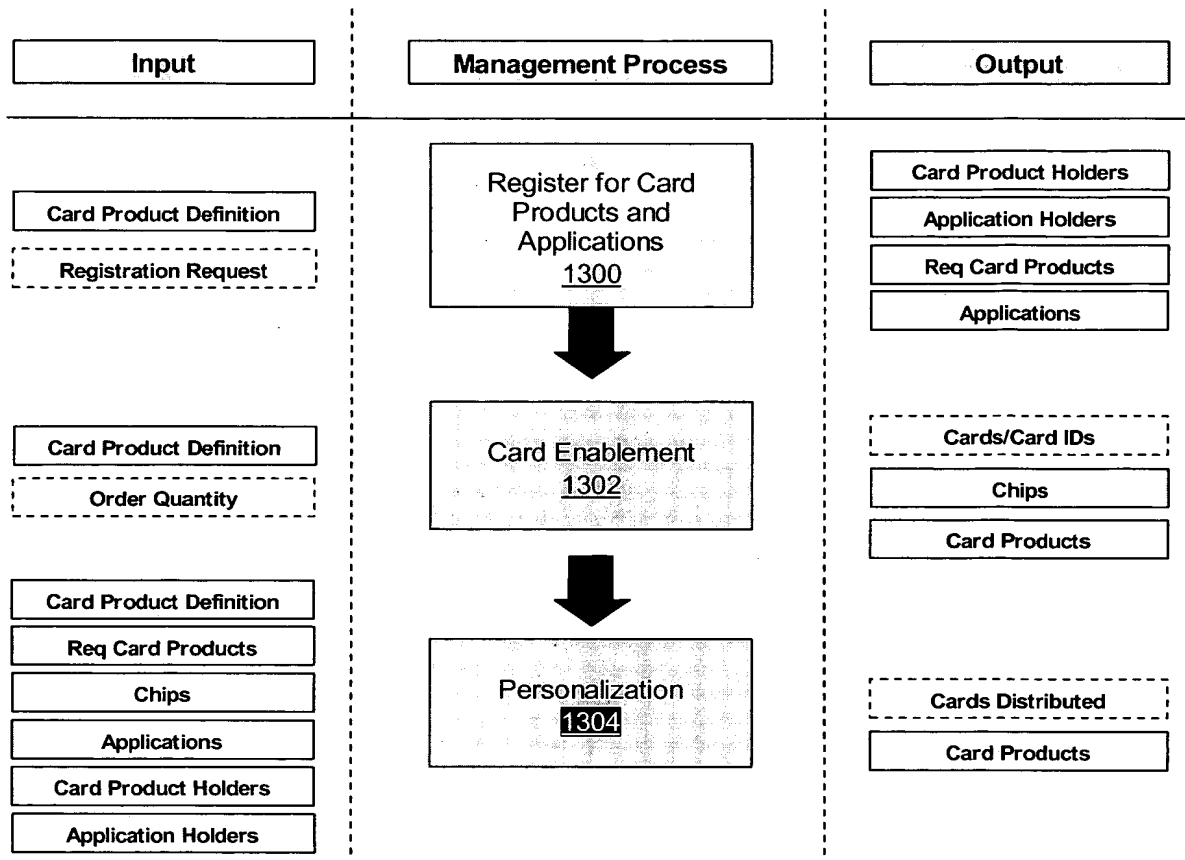 Input
Management Process
Output
Card Product Definition
Registration Request
Register for Card
Products and
Applications
1300
Card Product Holders
Application Holders
Req Card Products
Applications
Card Product Definition
Order Quantity
Card Enablement
1302
Cards/Card IDs
Chips
Card Products
Card Product Definition
Req Card Products
Chips
Applications
Card Product Holders
Application Holders
Personalization
1304
Cards Distributed
Card Products